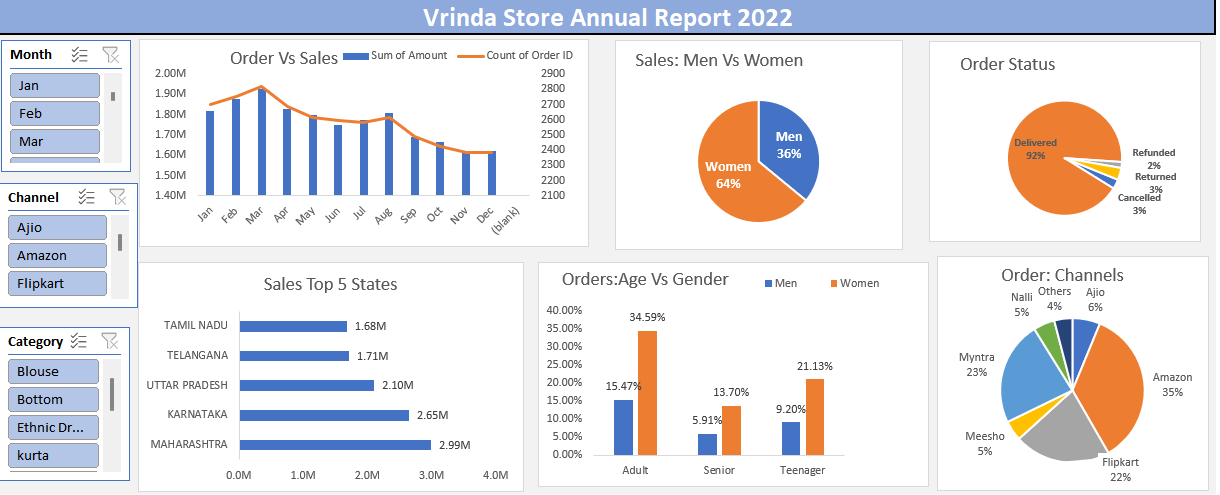 Vrinda Store Annual Report 2022
Month
Jan
Feb
Mar
Channel
Ajio
Amazon
Flipkart
Category
Blouse
Bottom
Ethnic Dr...
kurta
Order Vs Sales
Sum of Amount
Count of Order ID
2.00M
1.90M
1.80M
1.70M
1.60M
1.50M
1.40M
2900
2800
2700
2600
2500
2400
2300
2200
2100
Jan
Feb
Mar
Apr
May
Jun
Jul
Aug
Sep
Oct
Nov
Dec
(blank)
Sales: Men Vs Women
Men
36%
Women
64%
Order Status
Delivered
92%
Refunded
2%
Returned
3%
Cancelled
3%
Sales Top 5 States
TAMIL NADU 1.68M
TELANGANA 1.71M
UTTAR PRADESH 2.10M
KARNATAKA 2.65M
MAHARASHTRA 2.99M
0.0M 1.0M 2.0M 3.0M 4.0M
Orders:Age Vs Gender
Men
Women
40.00%
35.00%
30.00%
25.00%
20.00%
15.00%
10.00%
5.00%
0.00%
15.47%
34.59%
5.91%
13.70%
9.20%
21.13%
Adult
Senior
Teenager
Order: Channels
Nalli
5%
Others
4%
Ajio
6%
Myntra
23%
Amazon
35%
Meesho
5%
Flipkart
22%